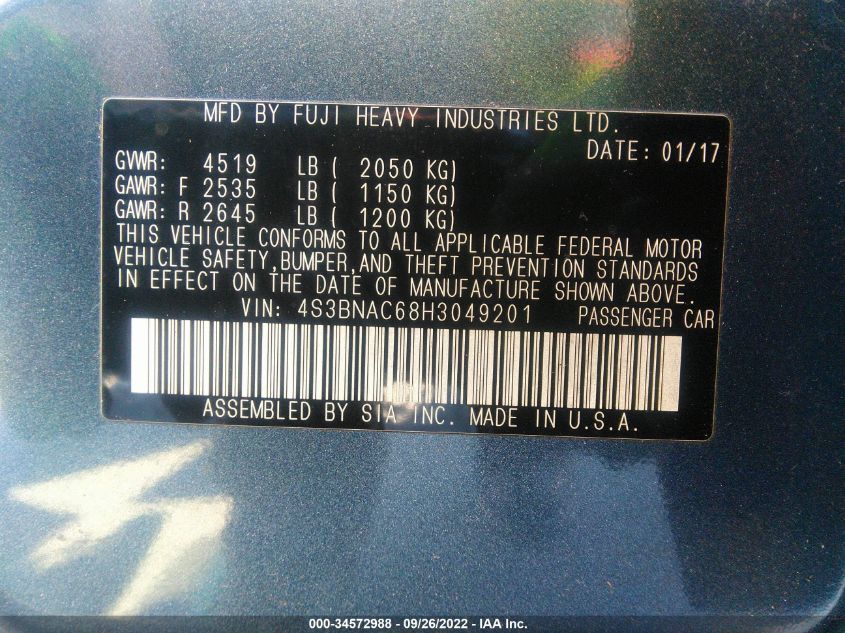 MFD BY FUJI HEAVY INDUSTRIES LTD.
DATE: 01/17
GVWR: 4519 LB ( 2050 KG)
GAWR: F 2535 LB ( 1150 KG)
GAWR: R 2645 LB ( 1200 KG)
THIS VEHICLE CONFORMS TO ALL APPLICABLE FEDERAL MOTOR
VEHICLE SAFETY,BUMPER,AND THEFT PREVENTION STANDARDS
IN EFFECT ON THE DATE OF MANUFACTURE SHOWN ABOVE.
VIN: 4S3BNAC68H3049201 PASSENGER CAR
ASSEMBLED BY SIA INC. MADE IN U.S.A.
000-34572988 - 09/26/2022 - IAA Inc.